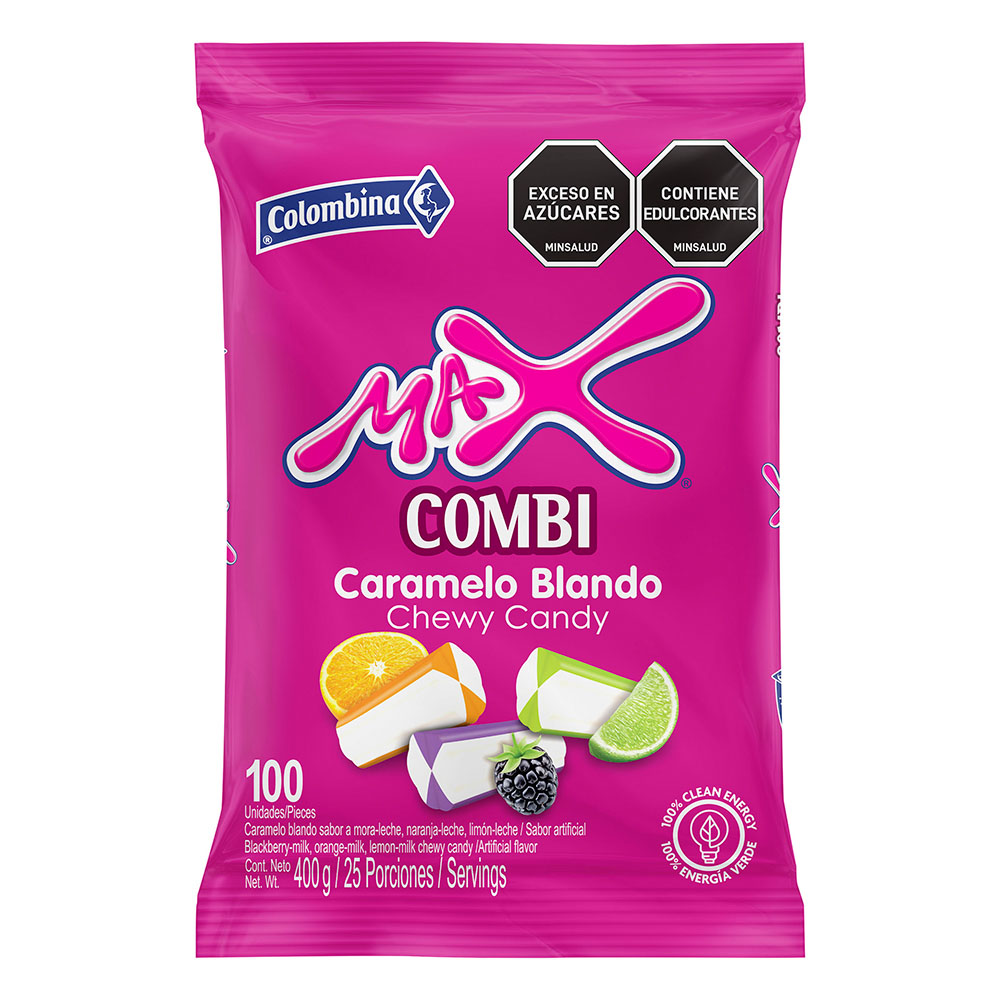 Colombina
®
EXCESO EN
AZÚCARES
MINSALUD
CONTIENE
EDULCORANTES
MINSALUD
MAX
®
COMBI
Caramelo Blando
Chewy Candy
100
Unidades/Pieces
Caramelo blando sabor a mora-leche, naranja-leche, limón-leche / Sabor artificial
Blackberry-milk, orange-milk, lemon-milk chewy candy /Artificial flavor
Cont. Neto
Net. Wt. 400 g / 25 Porciones / Servings
100% CLEAN ENERGY
100% ENERGÍA VERDE